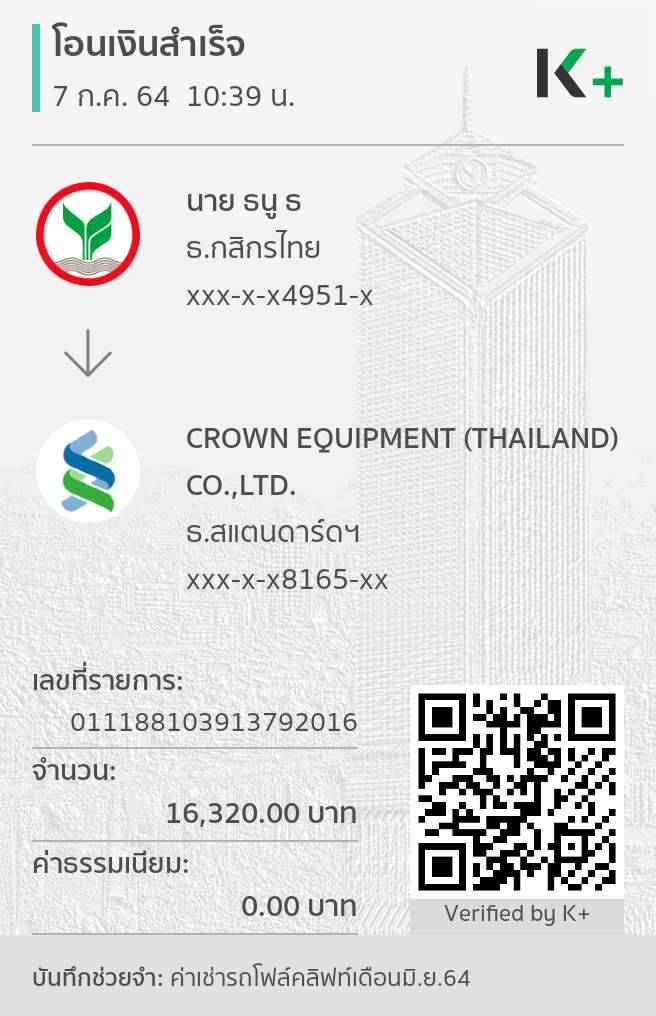 โอนเงินสำเร็จ
7 ก.ค. 64 10:39 น.
K+
นาย ธนู ธ
ธ.กสิกรไทย
xxx-x-x4951-x
CROWN EQUIPMENT (THAILAND)
CO.,LTD.
ธ.สแตนดาร์ดฯ
xxx-x-x8165-xx
เลขที่รายการ:
011188103913792016
จำนวน:
16,320.00 บาท
ค่าธรรมเนียม:
0.00 บาท
Verified by K+
บันทึกช่วยจำ: ค่าเช่ารถโฟล์คลิฟท์เดือนมิ.ย.64